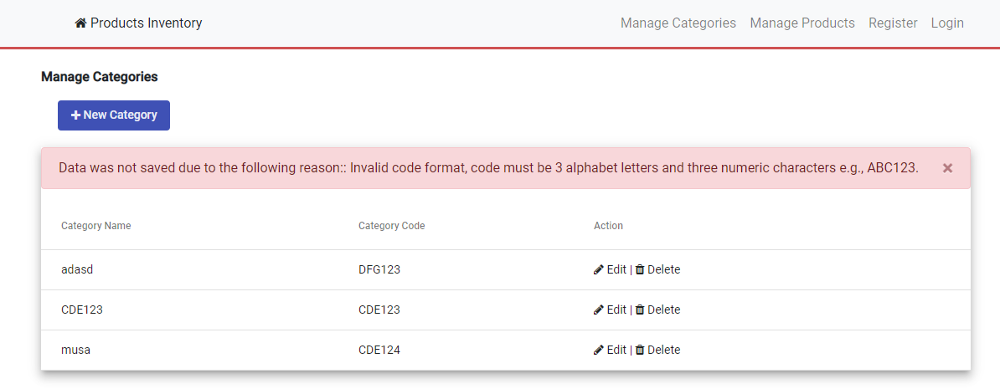 Products Inventory Manage Categories Manage Products Register Login
Manage Categories
New Category
Data was not saved due to the following reason:: Invalid code format, code must be 3 alphabet letters and three numeric characters e.g., ABC123. ×
Category Name Category Code Action
adasd DFG123 Edit | Delete
CDE123 CDE123 Edit | Delete
musa CDE124 Edit | Delete